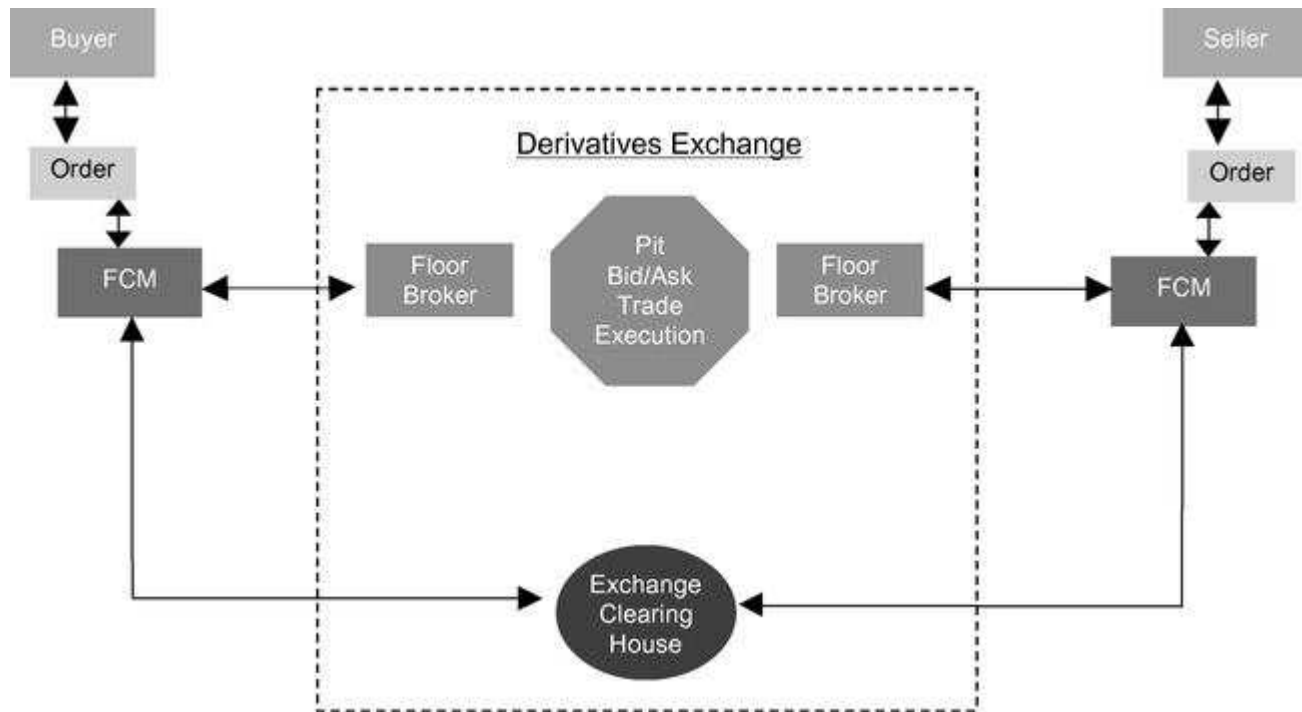 Buyer
Seller
Derivatives Exchange
Order
Order
Pit
Bid/Ask
Trade
Execution
Floor
Broker
Floor
Broker
FCM
FCM
Exchange
Clearing
House